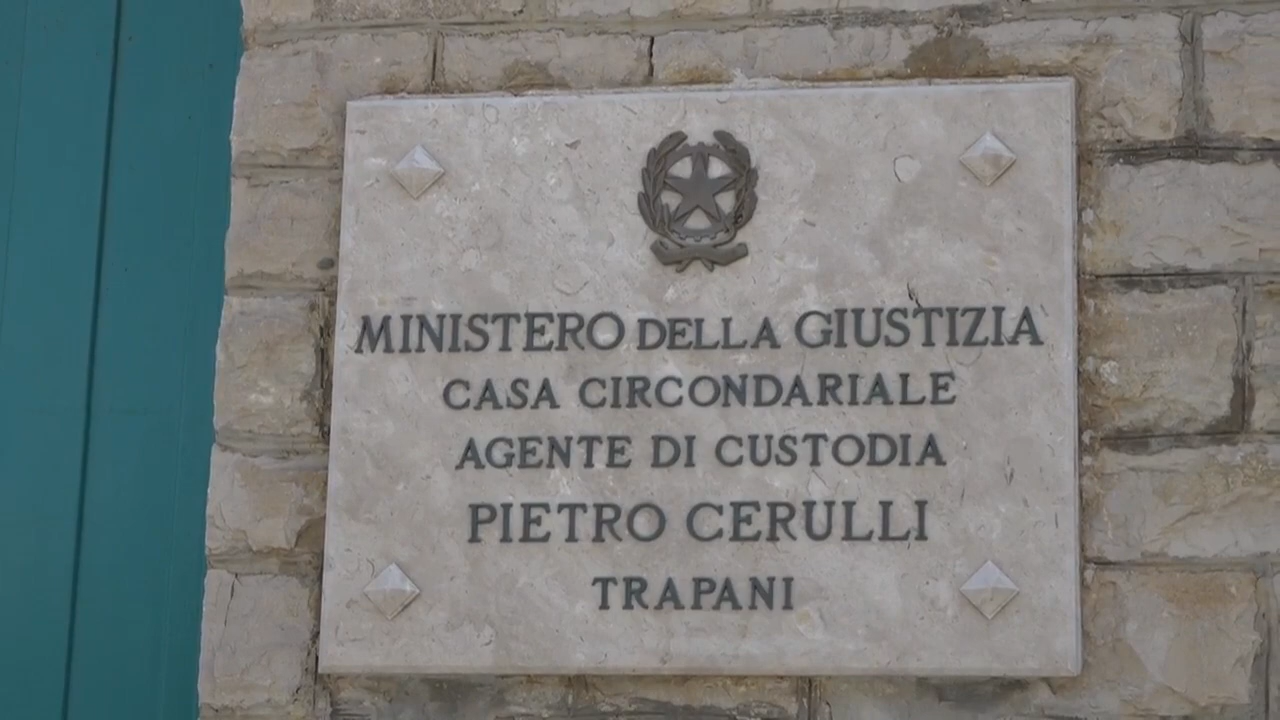 MINISTERO DELLA GIUSTIZIA
CASA CIRCONDARIALE
AGENTE DI CUSTODIA
PIETRO CERULLI
TRAPANI